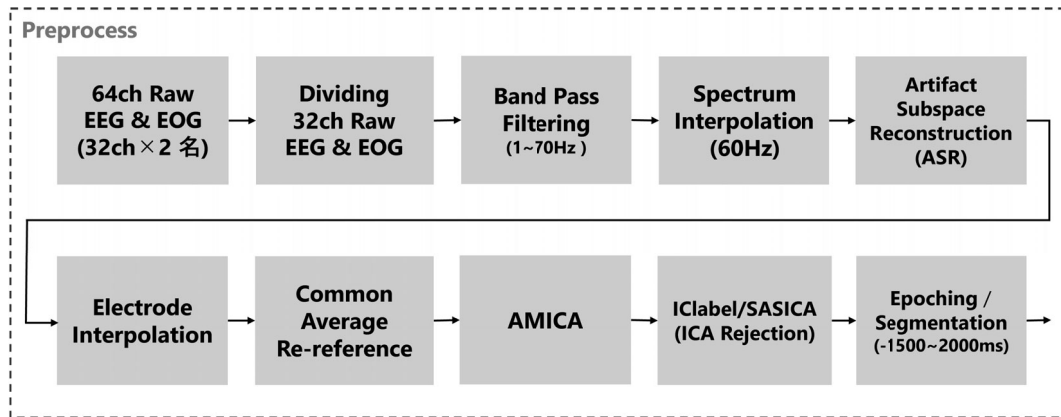 Preprocess
64ch Raw
EEG & EOG
(32ch×2 名)
Dividing
32ch Raw
EEG & EOG
Band Pass
Filtering
(1~70Hz )
Spectrum
Interpolation
(60Hz)
Artifact
Subspace
Reconstruction
(ASR)
Electrode
Interpolation
Common
Average
Re-reference
AMICA
IClabel/SASICA
(ICA Rejection)
Epoching /
Segmentation
(-1500~2000ms)